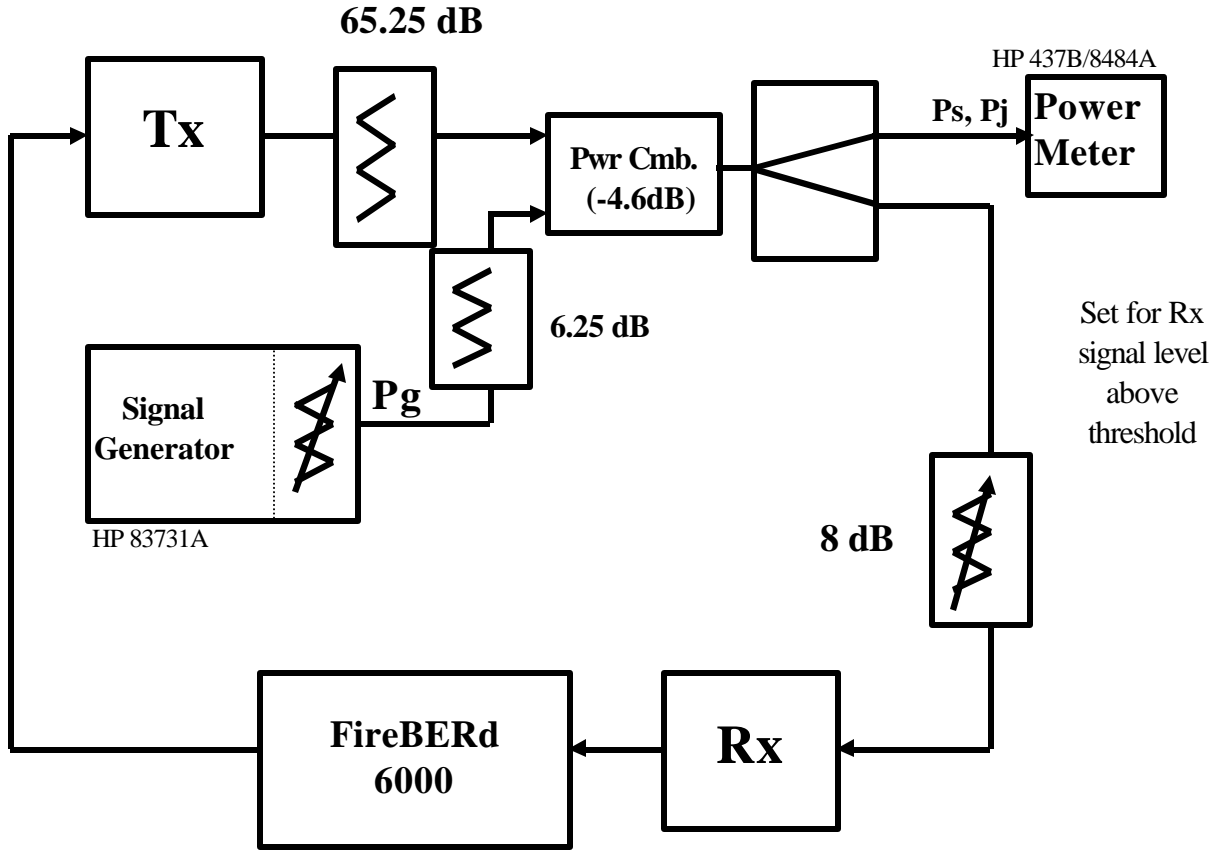 65.25 dB
HP 437B/8484A
Tx
Ps, Pj
Power
Meter
Pwr Cmb.
(-4.6dB)
6.25 dB
Set for Rx
signal level
above
threshold
Signal
Generator
Pg
HP 83731A
8 dB
FireBERd
6000
Rx